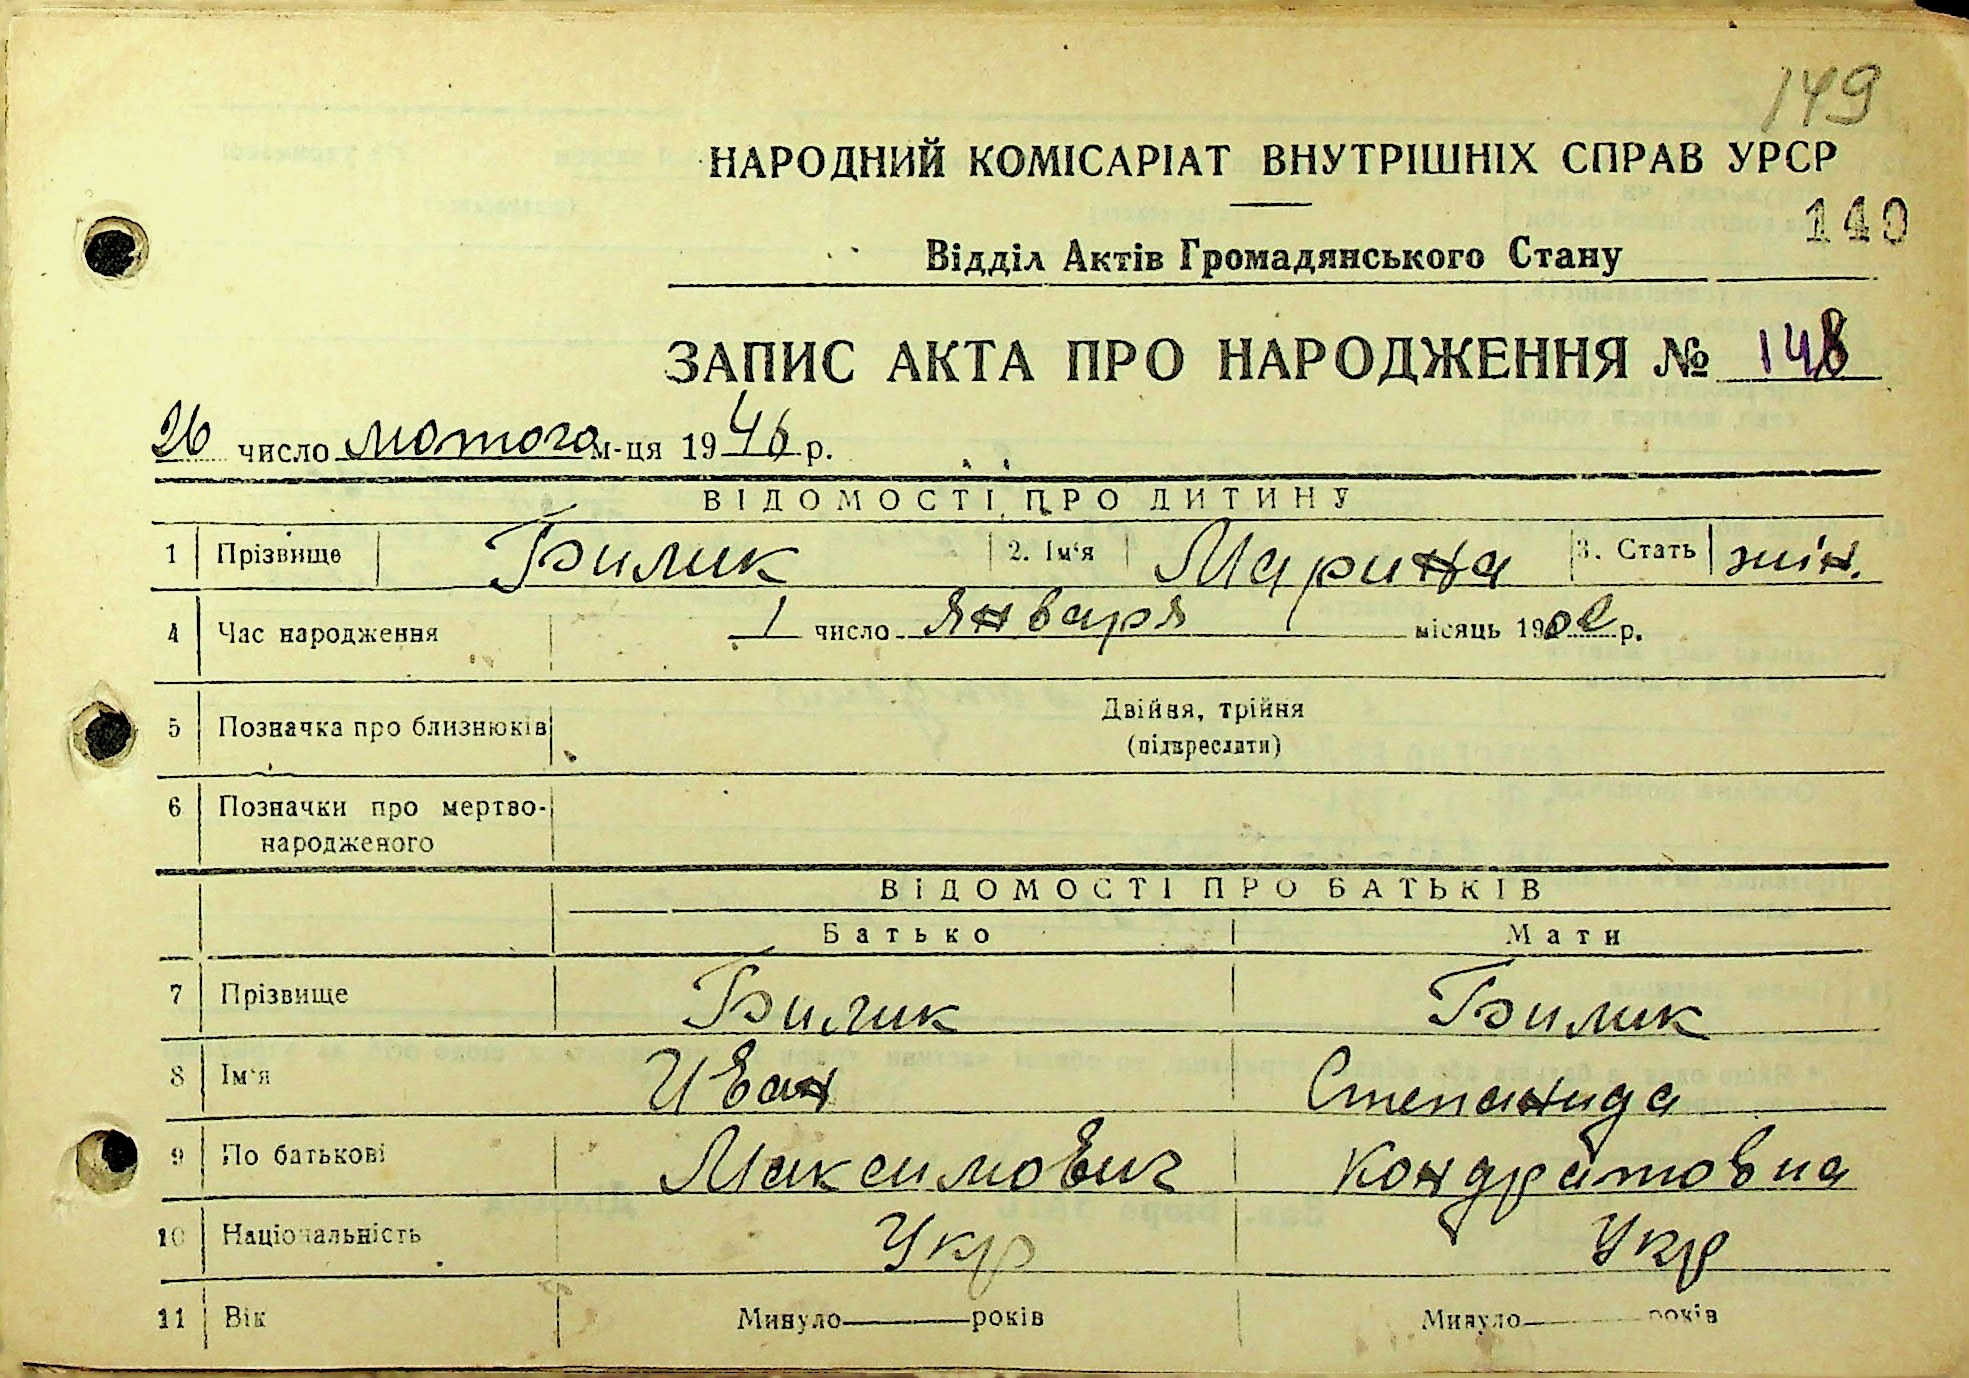 149
НАРОДНИЙ КОМІСАРІАТ ВНУТРІШНІХ СПРАВ УРСР
140
Відділ Актів Громадянського Стану
ЗАПИС АКТА ПРО НАРОДЖЕННЯ № 148
26 число лютого м-ця 1946 р.
ВІДОМОСТІ ПРО ДИТИНУ
1 Прізвище Билик 2. Ім‘я Марина 3. Стать жін.
4 Час народження 1 число января місяць 19 р.
5 Позначка про близнюків Двійня, трійня
(підкреслити)
6 Позначки про мертво-
народженого
ВІДОМОСТІ ПРО БАТЬКІВ
Батько Мати
7 Прізвище Билик Билик
8 Ім‘я Иван Степанида
9 По батькові Максимович Кондратовна
10 Національність Укр Укр
11 Вік Минуло років Минуло років